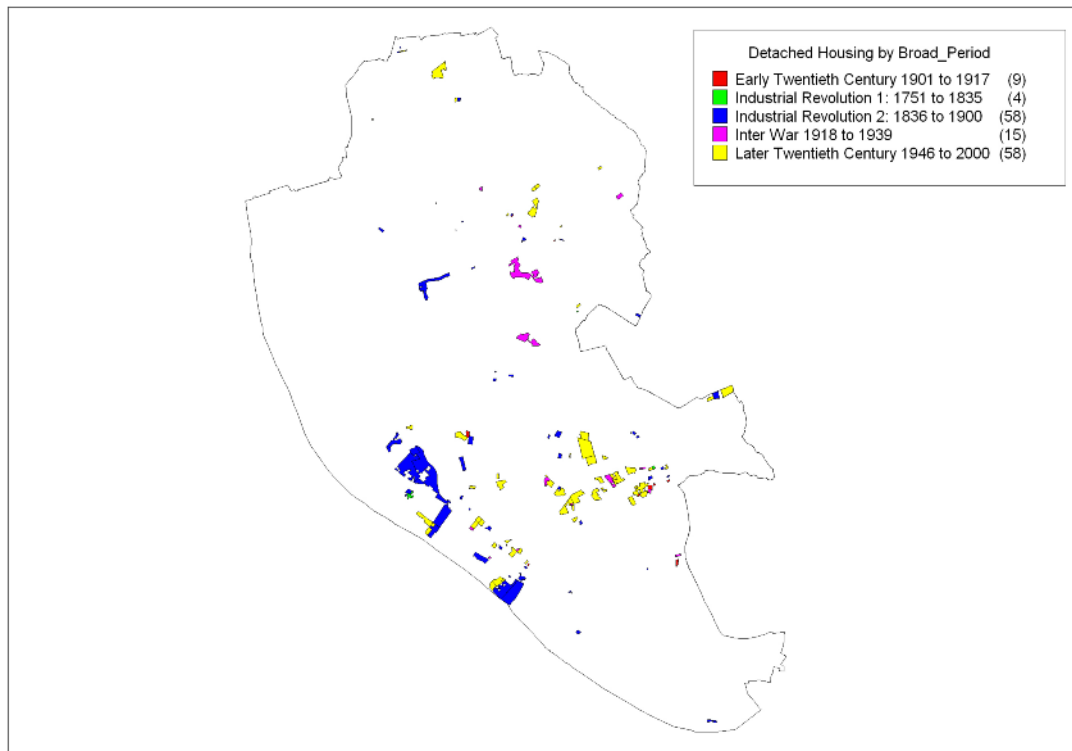 Detached Housing by Broad_Period
Early Twentieth Century 1901 to 1917 (9)
Industrial Revolution 1: 1751 to 1835 (4)
Industrial Revolution 2: 1836 to 1900 (58)
Inter War 1918 to 1939 (15)
Later Twentieth Century 1946 to 2000 (58)